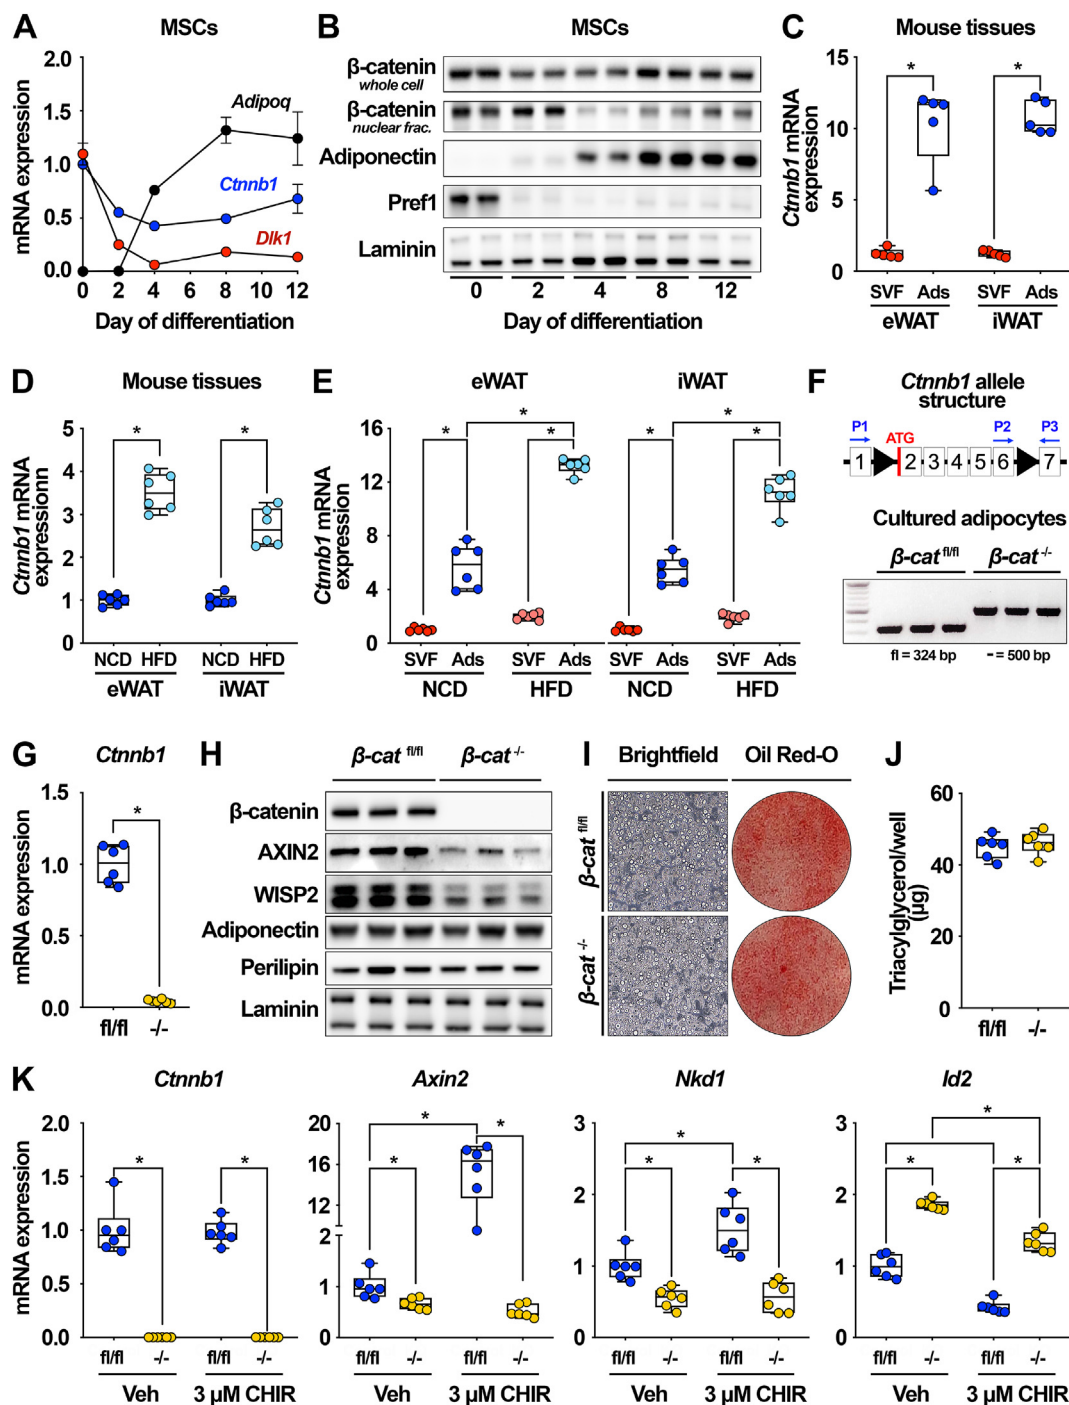 A
MSCs
mRNA expression
2.0
1.5
1.0
0.5
0.0
Adipoq
Ctnnb1
Dlk1
0 2 4 6 8 10 12
Day of differentiation
B
MSCs
β-catenin
whole cell
β-catenin
nuclear frac.
Adiponectin
Pref1
Laminin
0 2 4 8 12
Day of differentiation
C
Mouse tissues
Ctnnb1 mRNA
expression
15
10
5
0
* *
SVF Ads SVF Ads
eWAT iWAT
D
Mouse tissues
Ctnnb1 mRNA
expressionn
5
4
3
2
1
0
* *
NCD HFD NCD HFD
eWAT iWAT
E
eWAT iWAT
Ctnnb1 mRNA
expression
16
12
8
4
0
* *
* * * *
SVF Ads SVF Ads SVF Ads SVF Ads
NCD HFD NCD HFD
F
Ctnnb1 allele
structure
P1 ATG P2 P3
1 2 3 4 5 6 7
Cultured adipocytes
β-cat fl/fl β-cat -/-
fl = 324 bp - = 500 bp
G
Ctnnb1
mRNA expression
1.5
1.0
0.5
0.0
*
fl/fl -/-
H
β-cat fl/fl β-cat -/-
β-catenin
AXIN2
WISP2
Adiponectin
Perilipin
Laminin
I
Brightfield Oil Red-O
β-cat fl/fl
β-cat -/-
J
Triacylglycerol/well
(µg)
60
40
20
0
fl/fl -/-
K
mRNA expression
Ctnnb1
2.0
1.5
1.0
0.5
0.0
* *
fl/fl -/- fl/fl -/-
Veh 3 µM CHIR
Axin2
20
16
12
8
4
2
1
0
*
* *
fl/fl -/- fl/fl -/-
Veh 3 µM CHIR
Nkd1
3
2
1
0
*
* *
fl/fl -/- fl/fl -/-
Veh 3 µM CHIR
Id2
3
2
1
0
*
* *
fl/fl -/- fl/fl -/-
Veh 3 µM CHIR